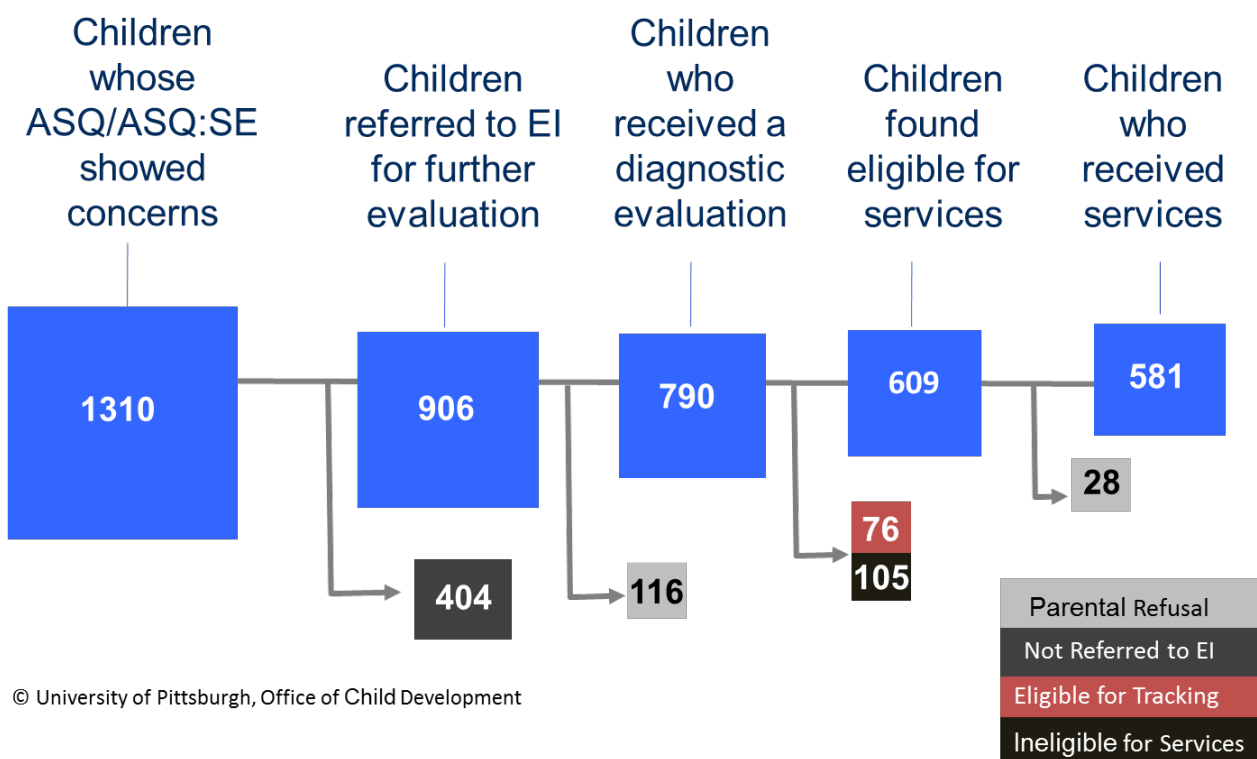 Children
whose
ASQ/ASQ:SE
showed
concerns
Children
referred to EI
for further
evaluation
Children
who
received a
diagnostic
evaluation
Children
found
eligible for
services
Children
who
received
services
1310
906
790
609
581
404
116
76
105
28
Parental Refusal
Not Referred to EI
Eligible for Tracking
Ineligible for Services
© University of Pittsburgh, Office of Child Development